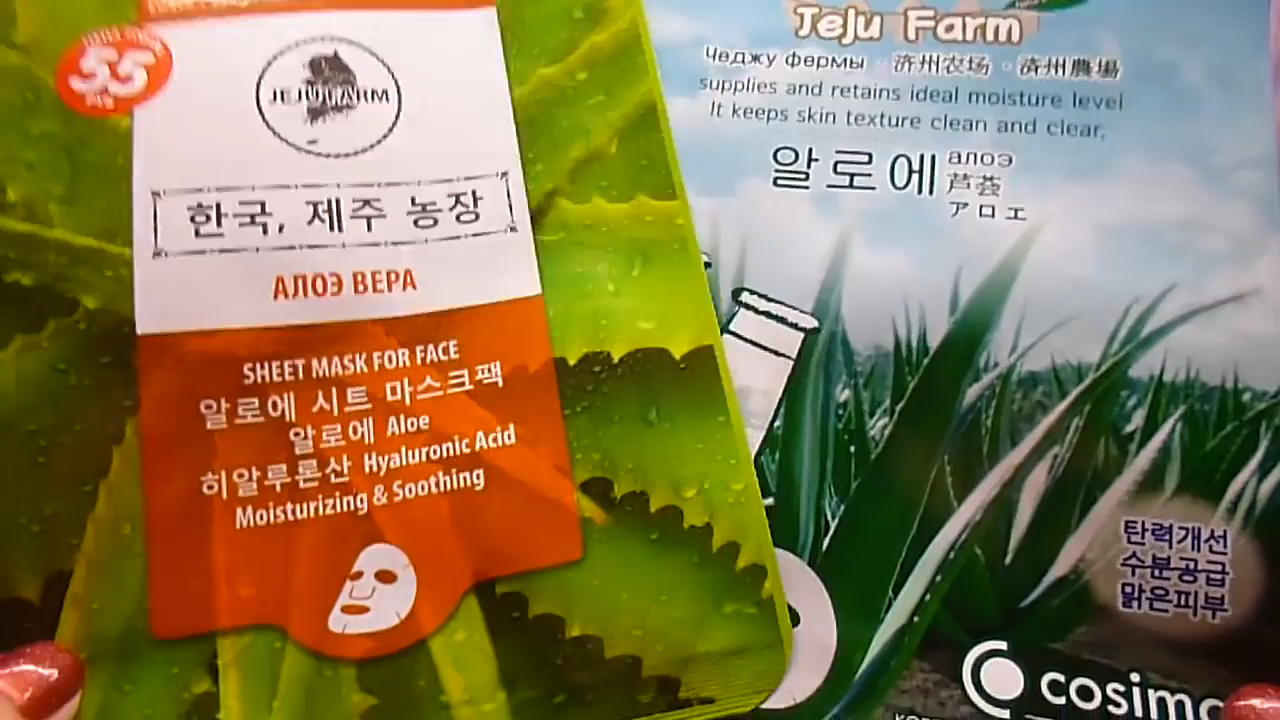 55
JEJU FARM
한국, 제주 농장
АЛОЭ ВЕРА
SHEET MASK FOR FACE
알로에 시트 마스크팩
알로에 Aloe
히알루론산 Hyaluronic Acid
Moisturizing & Soothing
Jeju Farm
Чеджу фермы · 济州农场 · 済州農場
supplies and retains ideal moisture level
It keeps skin texture clean and clear.
알로에
алоэ
芦荟
アロエ
탄력개선
수분공급
맑은피부
cosimo